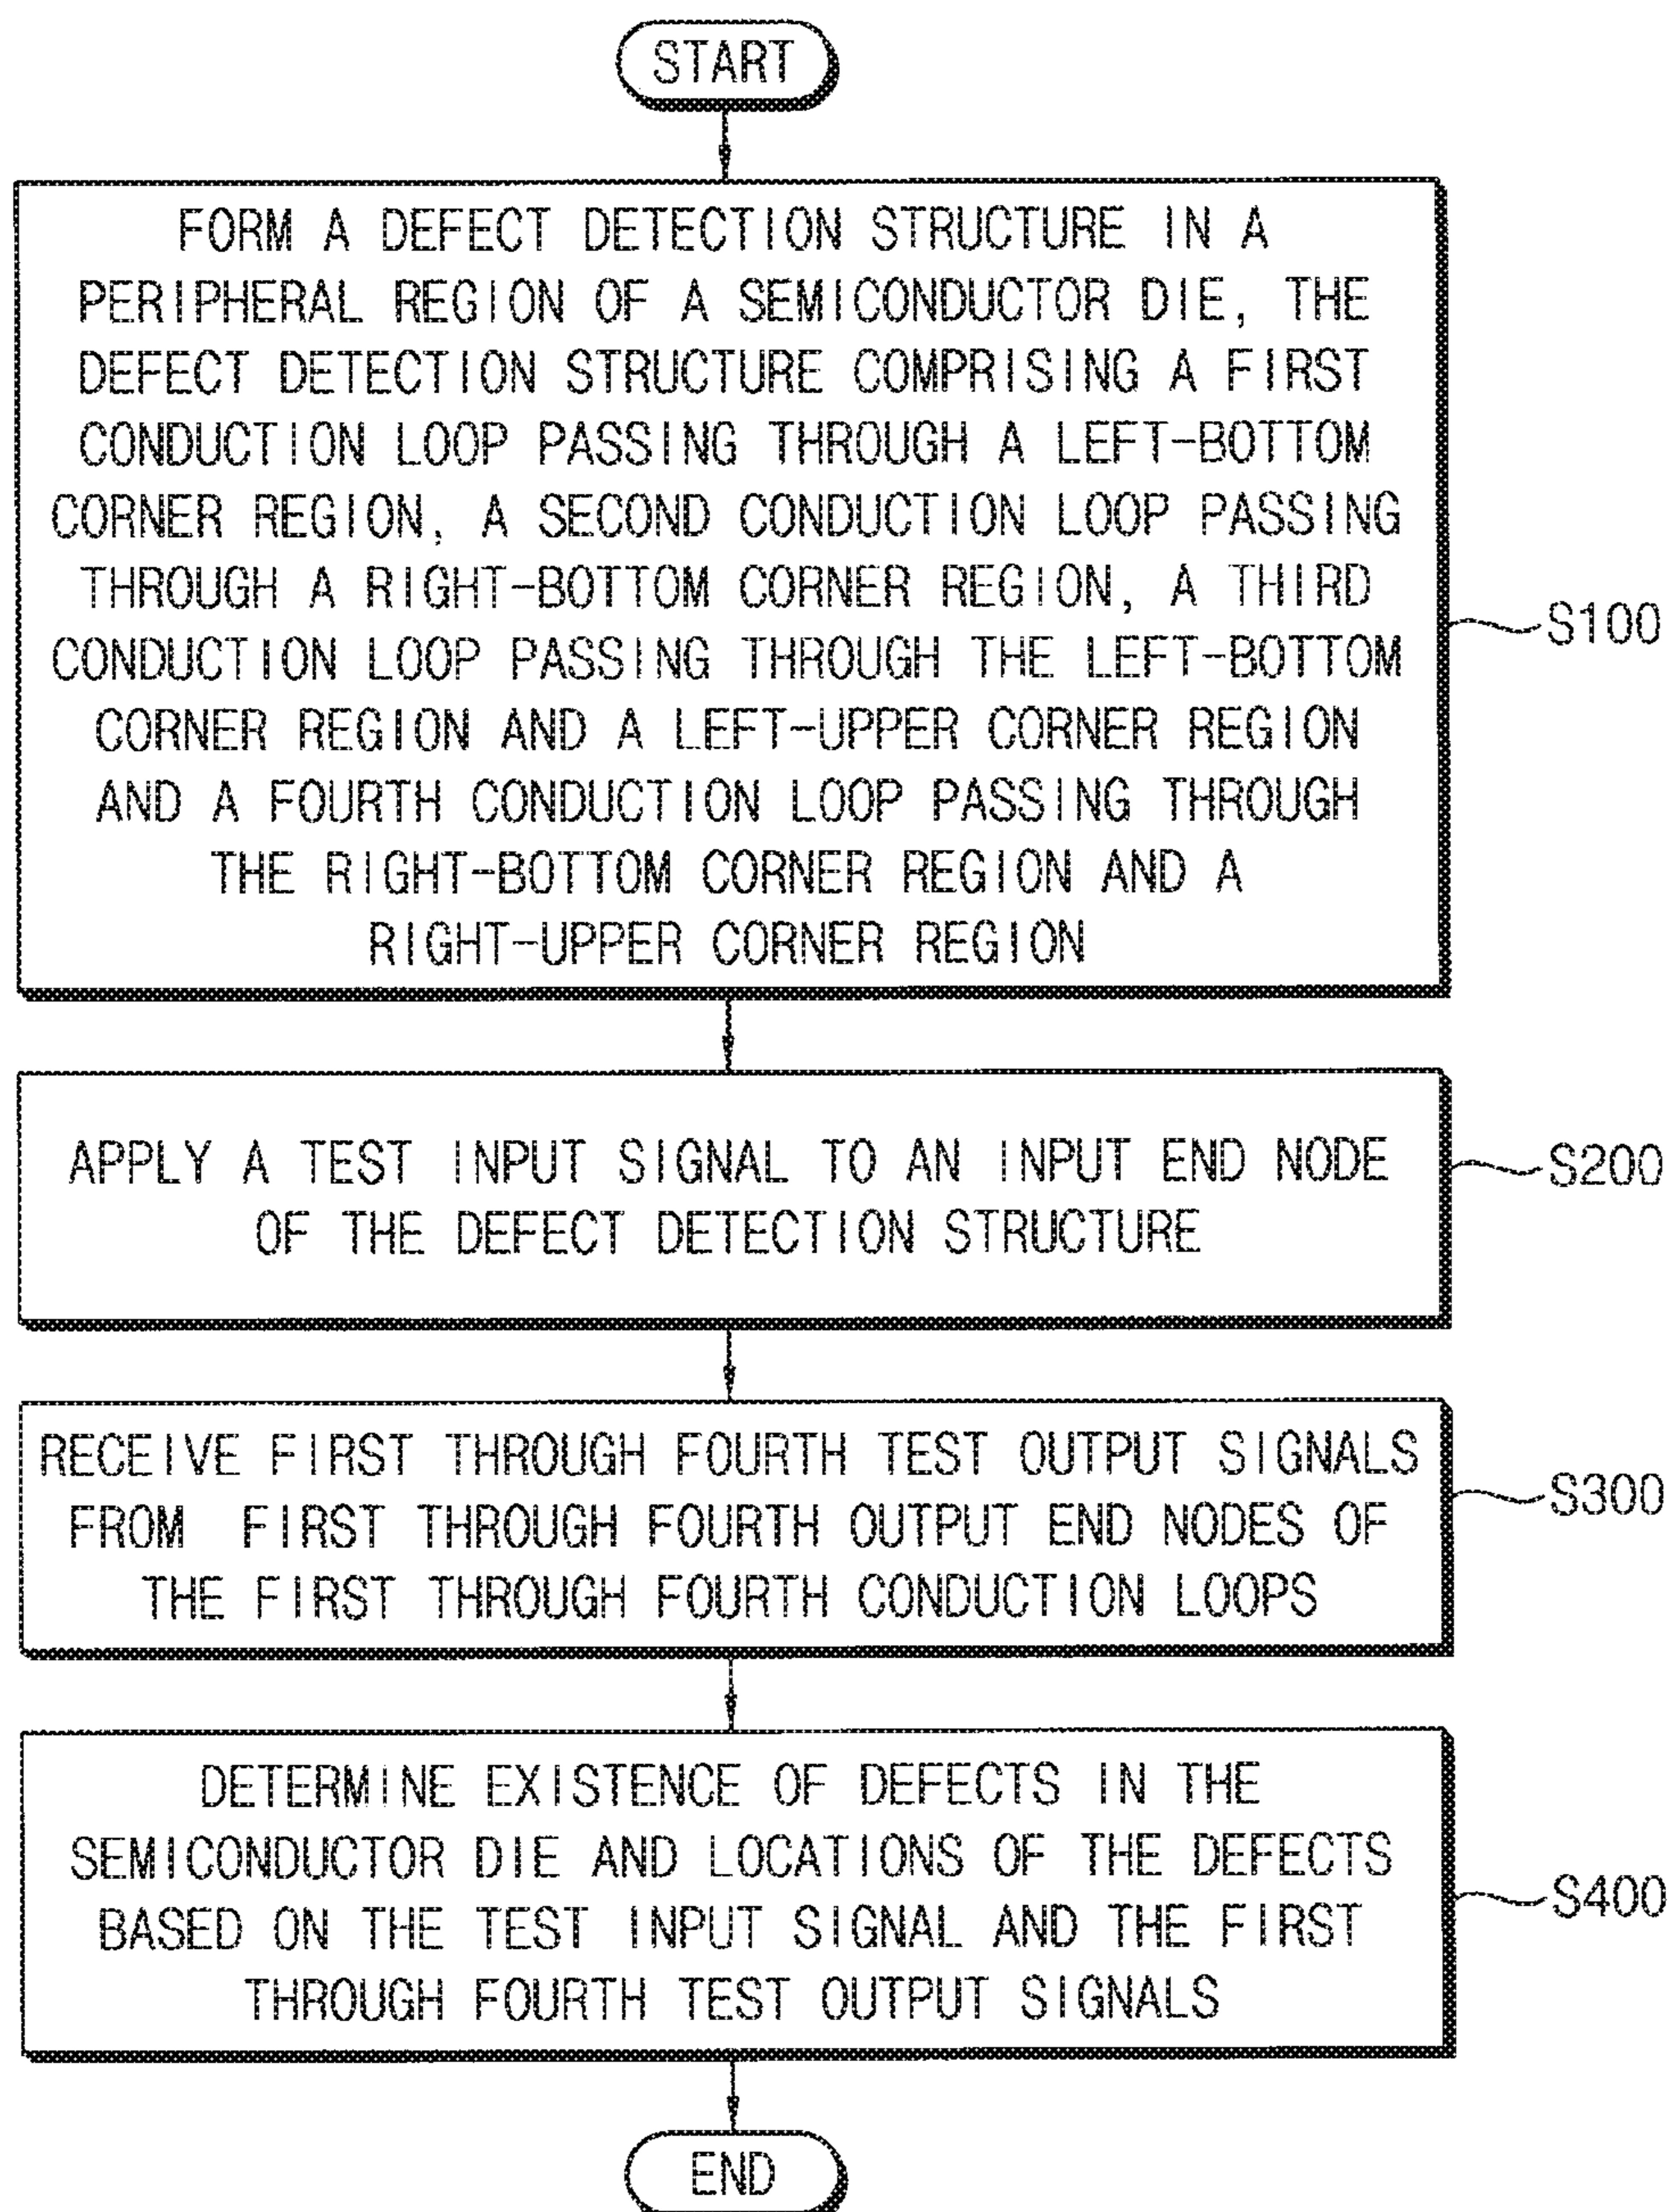 START
FORM A DEFECT DETECTION STRUCTURE IN A
PERIPHERAL REGION OF A SEMICONDUCTOR DIE, THE
DEFECT DETECTION STRUCTURE COMPRISING A FIRST
CONDUCTION LOOP PASSING THROUGH A LEFT-BOTTOM
CORNER REGION, A SECOND CONDUCTION LOOP PASSING
THROUGH A RIGHT-BOTTOM CORNER REGION, A THIRD
CONDUCTION LOOP PASSING THROUGH THE LEFT-BOTTOM
CORNER REGION AND A LEFT-UPPER CORNER REGION
AND A FOURTH CONDUCTION LOOP PASSING THROUGH
THE RIGHT-BOTTOM CORNER REGION AND A
RIGHT-UPPER CORNER REGION
S100
APPLY A TEST INPUT SIGNAL TO AN INPUT END NODE
OF THE DEFECT DETECTION STRUCTURE
S200
RECEIVE FIRST THROUGH FOURTH TEST OUTPUT SIGNALS
FROM FIRST THROUGH FOURTH OUTPUT END NODES OF
THE FIRST THROUGH FOURTH CONDUCTION LOOPS
S300
DETERMINE EXISTENCE OF DEFECTS IN THE
SEMICONDUCTOR DIE AND LOCATIONS OF THE DEFECTS
BASED ON THE TEST INPUT SIGNAL AND THE FIRST
THROUGH FOURTH TEST OUTPUT SIGNALS
S400
END